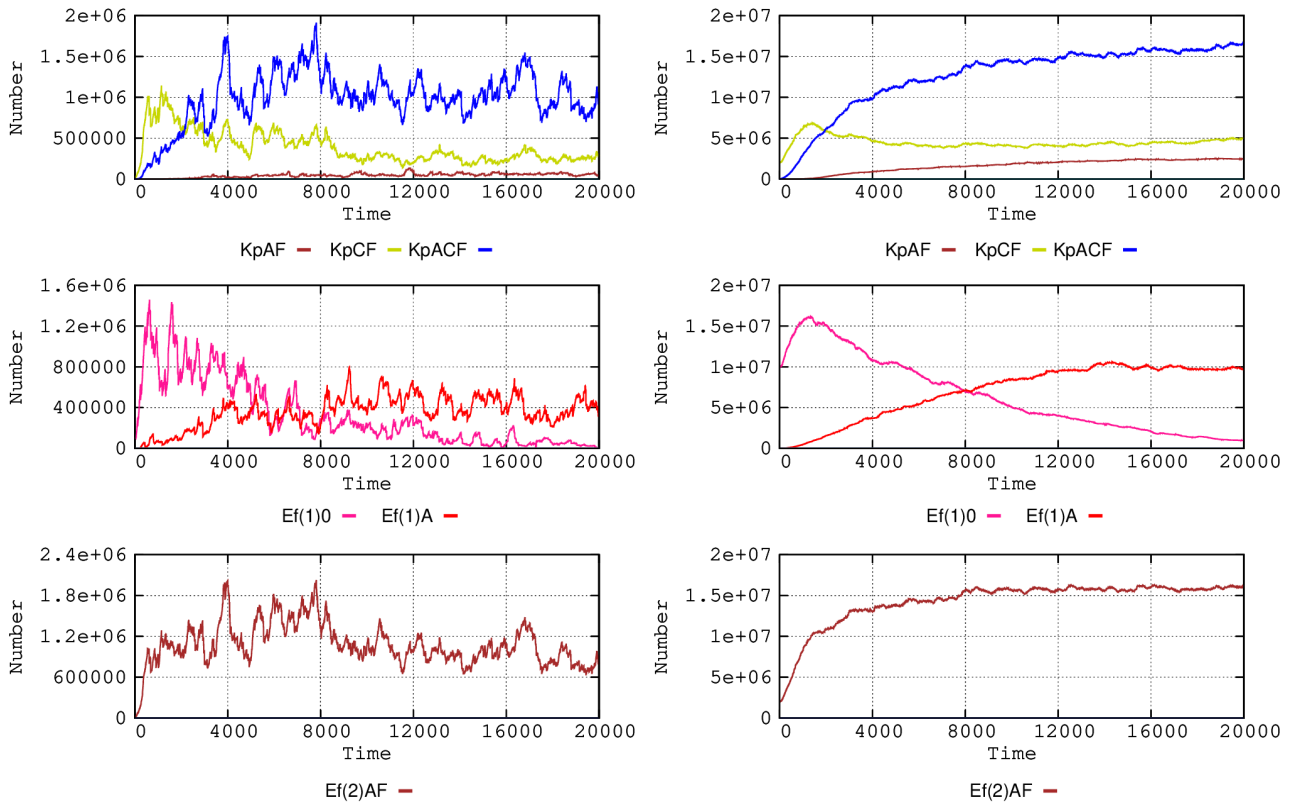 2e+06
1.5e+06
1e+06
500000
0
Number
0 4000 8000 12000 16000 20000
Time
KpAF KpCF KpACF
2e+07
1.5e+07
1e+07
5e+06
0
Number
0 4000 8000 12000 16000 20000
Time
KpAF KpCF KpACF
1.6e+06
1.2e+06
800000
400000
0
Number
0 4000 8000 12000 16000 20000
Time
Ef(1)0 Ef(1)A
2e+07
1.5e+07
1e+07
5e+06
0
Number
0 4000 8000 12000 16000 20000
Time
Ef(1)0 Ef(1)A
2.4e+06
1.8e+06
1.2e+06
600000
0
Number
0 4000 8000 12000 16000 20000
Time
Ef(2)AF
2e+07
1.5e+07
1e+07
5e+06
0
Number
0 4000 8000 12000 16000 20000
Time
Ef(2)AF